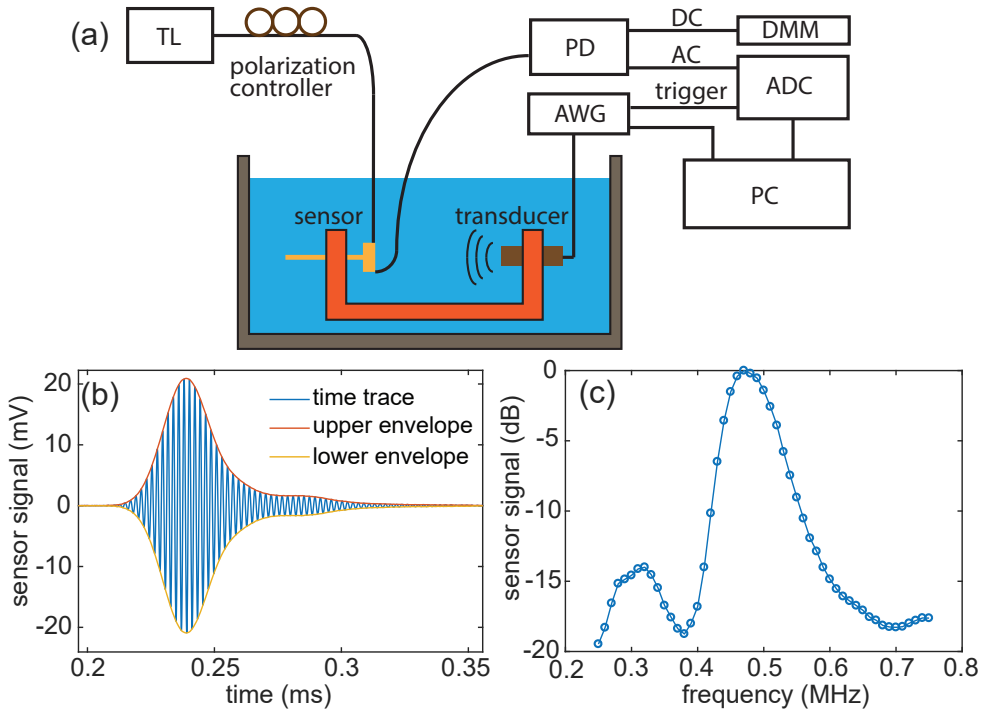 (a)
TL
polarization
controller
PD
DC
DMM
AC
ADC
trigger
AWG
PC
sensor
transducer
(b)
time trace
upper envelope
lower envelope
sensor signal (mV)
20
10
0
-10
-20
0.2
0.25
0.3
0.35
time (ms)
(c)
sensor signal (dB)
0
-5
-10
-15
-20
0.2
0.3
0.4
0.5
0.6
0.7
0.8
frequency (MHz)